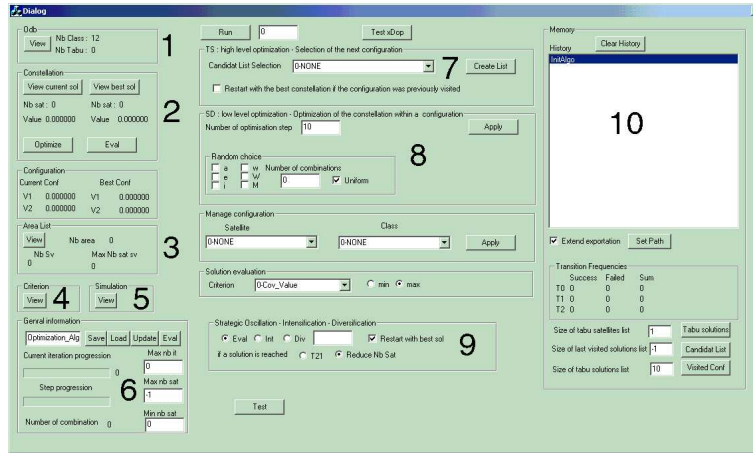 Dialog
Odb
View
Nb Class : 12
Nb Tabu : 0
1
Constellation
View current sol
View best sol
Nb sat : 0
Nb sat : 0
Value 0.000000
Value 0.000000
2
Optimize
Eval
Configuration
Current Conf
Best Conf
V1 0.000000
V1 0.000000
V2 0.000000
V2 0.000000
Area List
View
Nb area 0
Nb Sv
Max Nb sat sv
0
0
3
Criterion
View
4
Simulation
View
5
Genral information
Optimization_Alg
Save
Load
Update
Eval
Current iteration progression
0
Max nb it
0
Step progression
Max nb sat
-1
6
Number of combination 0
Min nb sat
0
Run
0
Test xDop
TS : high level optimization - Selection of the next configuration
Candidat List Selection
0-NONE
7
Create List
Restart with the best constellation if the configuration was previously visited
SD : low level optimization - Optimization of the constellation within a configuration
Number of optimisation step
10
Apply
8
Random choice
a
w
Number of combinations
e
W
i
M
0
Uniform
Manage configuration
Satellite
Class
0-NONE
0-NONE
Apply
Solution evaluation
Criterion
0-Cov_Value
min
max
Strategic Oscillation - Intensification - Diversification
Eval
Int
Div
Restart with best sol
9
if a solution is reached
T21
Reduce Nb Sat
Test
Memory
History
Clear History
InitAlgo
10
Extend exportation
Set Path
Transition Frequencies
Success Failed Sum
T0 0 0 0
T1 0 0 0
T2 0 0 0
Size of tabu satellites list
1
Tabu solutions
Size of last visited solutions list
-1
Candidat List
Size of tabu solutions list
10
Visited Conf